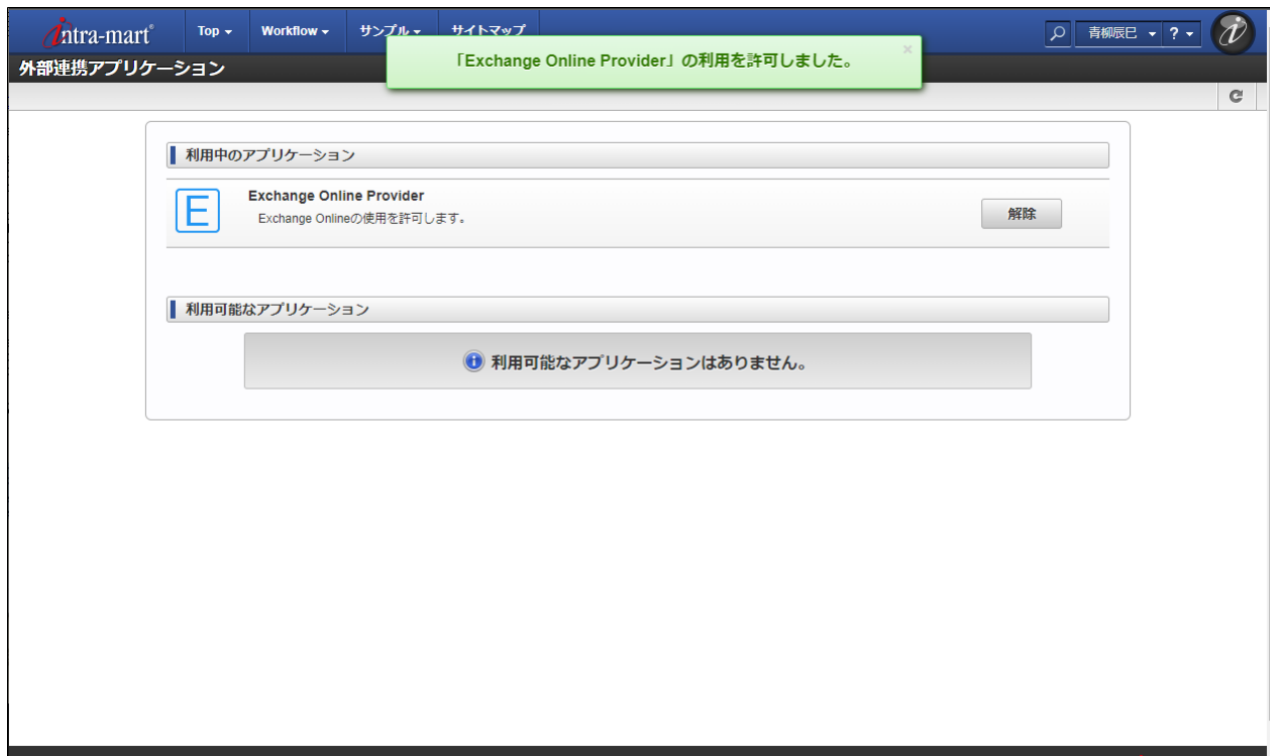 intra-mart® Top Workflow サンプル サイトマップ 青柳辰巳 ?
「Exchange Online Provider」の利用を許可しました。 ×
外部連携アプリケーション
利用中のアプリケーション
E
Exchange Online Provider
Exchange Onlineの使用を許可します。
解除
利用可能なアプリケーション
利用可能なアプリケーションはありません。